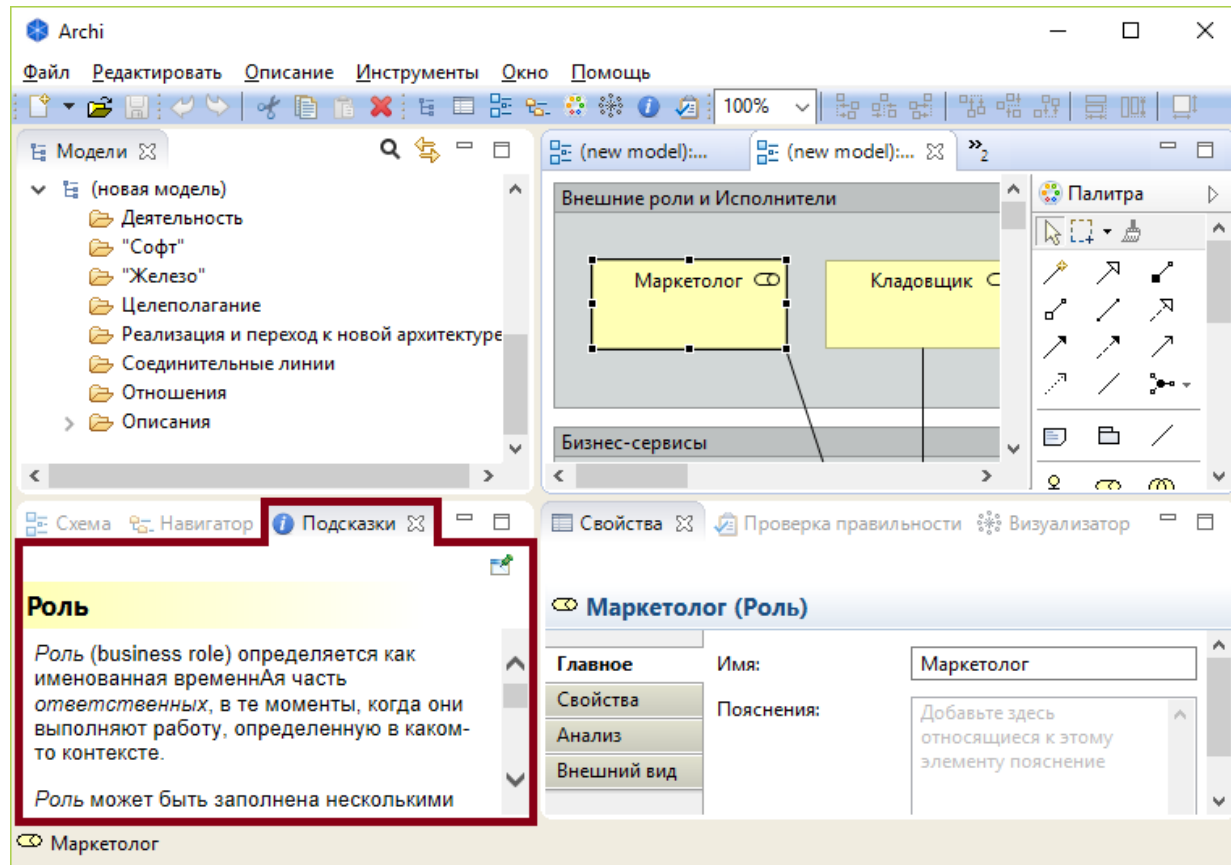 Archi
Файл Редактировать Описание Инструменты Окно Помощь
100%
Модели
(новая модель)
Деятельность
"Софт"
"Железо"
Целеполагание
Реализация и переход к новой архитектуре
Соединительные линии
Отношения
Описания
(new model):...
(new model):...
»2
Внешние роли и Исполнители
Маркетолог
Кладовщик
Бизнес-сервисы
Палитра
Схема Навигатор Подсказки
Роль
Роль (business role) определяется как
именованная временнАя часть
ответственных, в те моменты, когда они
выполняют работу, определенную в каком-
то контексте.
Роль может быть заполнена несколькими
Свойства Проверка правильности Визуализатор
Маркетолог (Роль)
Главное
Свойства
Анализ
Внешний вид
Имя: Маркетолог
Пояснения: Добавьте здесь
относящиеся к этому
элементу пояснение
Маркетолог